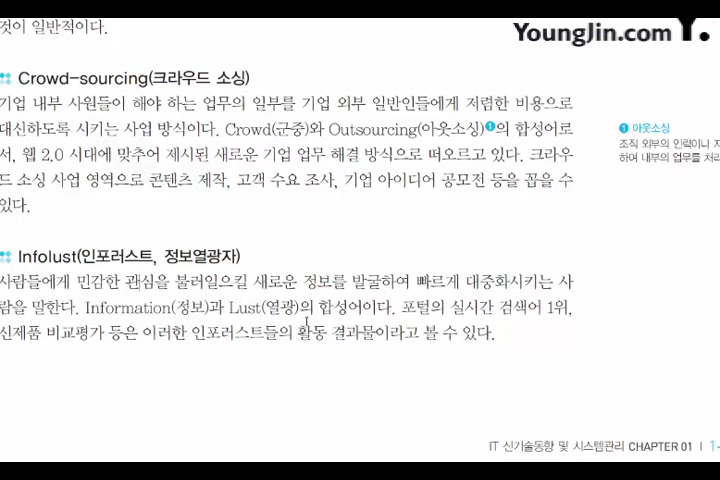 것이 일반적이다.
YoungJin.com Y.
Crowd-sourcing(크라우드 소싱)
기업 내부 사원들이 해야 하는 업무의 일부를 기업 외부 일반인들에게 저렴한 비용으로
대신하도록 시키는 사업 방식이다. Crowd(군중)와 Outsourcing(아웃소싱)❶의 합성어로
서, 웹 2.0 시대에 맞추어 제시된 새로운 기업 업무 해결 방식으로 떠오르고 있다. 크라우
드 소싱 사업 영역으로 콘텐츠 제작, 고객 수요 조사, 기업 아이디어 공모전 등을 꼽을 수
있다.
❶ 아웃소싱
조직 외부의 인력이나
하여 내부의 업무를 처리
Infolust(인포러스트, 정보열광자)
사람들에게 민감한 관심을 불러일으킬 새로운 정보를 발굴하여 빠르게 대중화시키는 사
람을 말한다. Information(정보)과 Lust(열광)의 합성어이다. 포털의 실시간 검색어 1위,
신제품 비교평가 등은 이러한 인포러스트들의 활동 결과물이라고 볼 수 있다.
IT 신기술동향 및 시스템관리 CHAPTER 01 | 1-